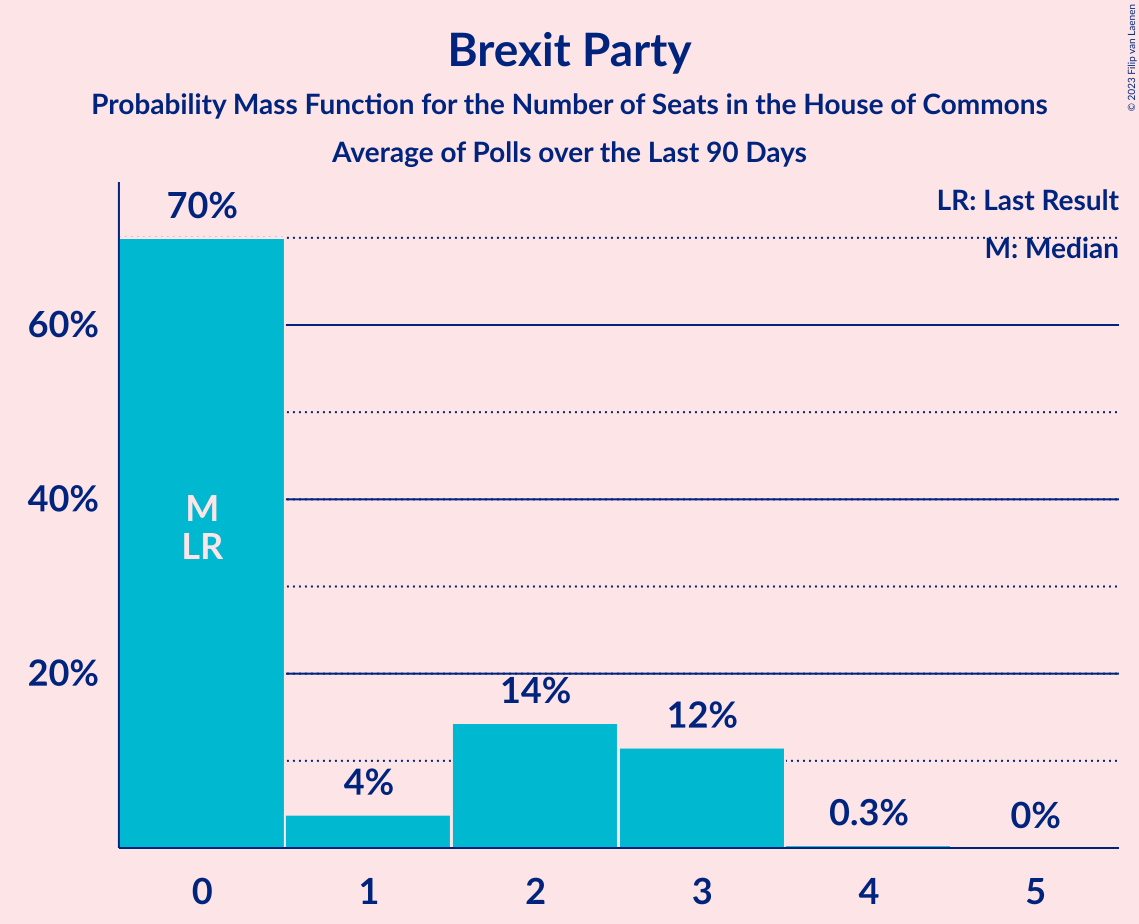 Brexit Party
Probability Mass Function for the Number of Seats in the House of Commons
Average of Polls over the Last 90 Days
© 2023 Filip van Laenen
LR: Last Result
M: Median
70%
60%
40%
20%
M
LR
4%
14%
12%
0.3%
0%
0 1 2 3 4 5